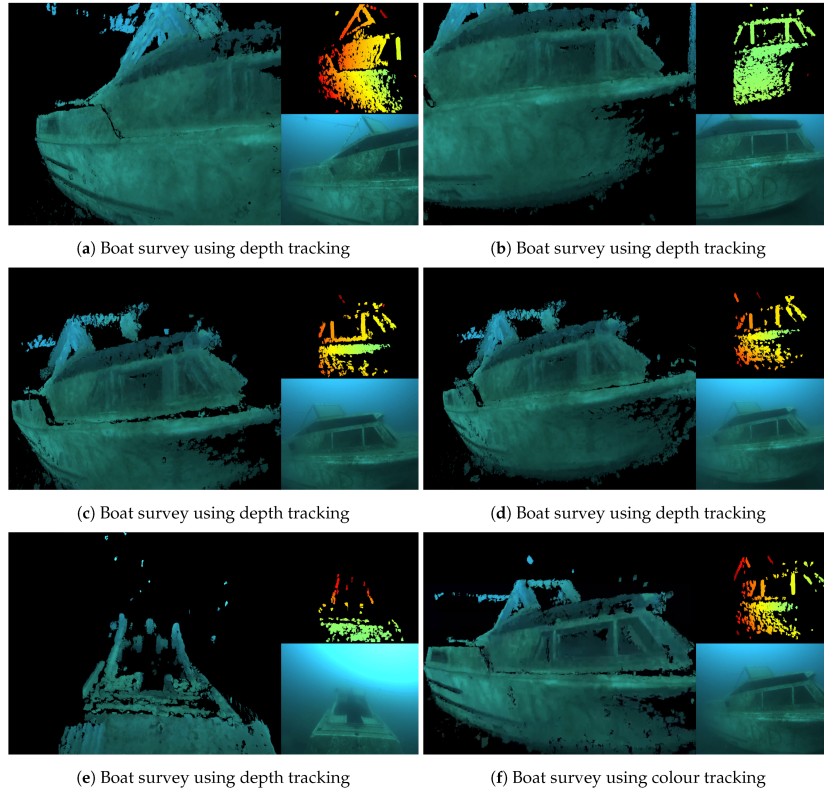 (a) Boat survey using depth tracking
(b) Boat survey using depth tracking
(c) Boat survey using depth tracking
(d) Boat survey using depth tracking
(e) Boat survey using depth tracking
(f) Boat survey using colour tracking